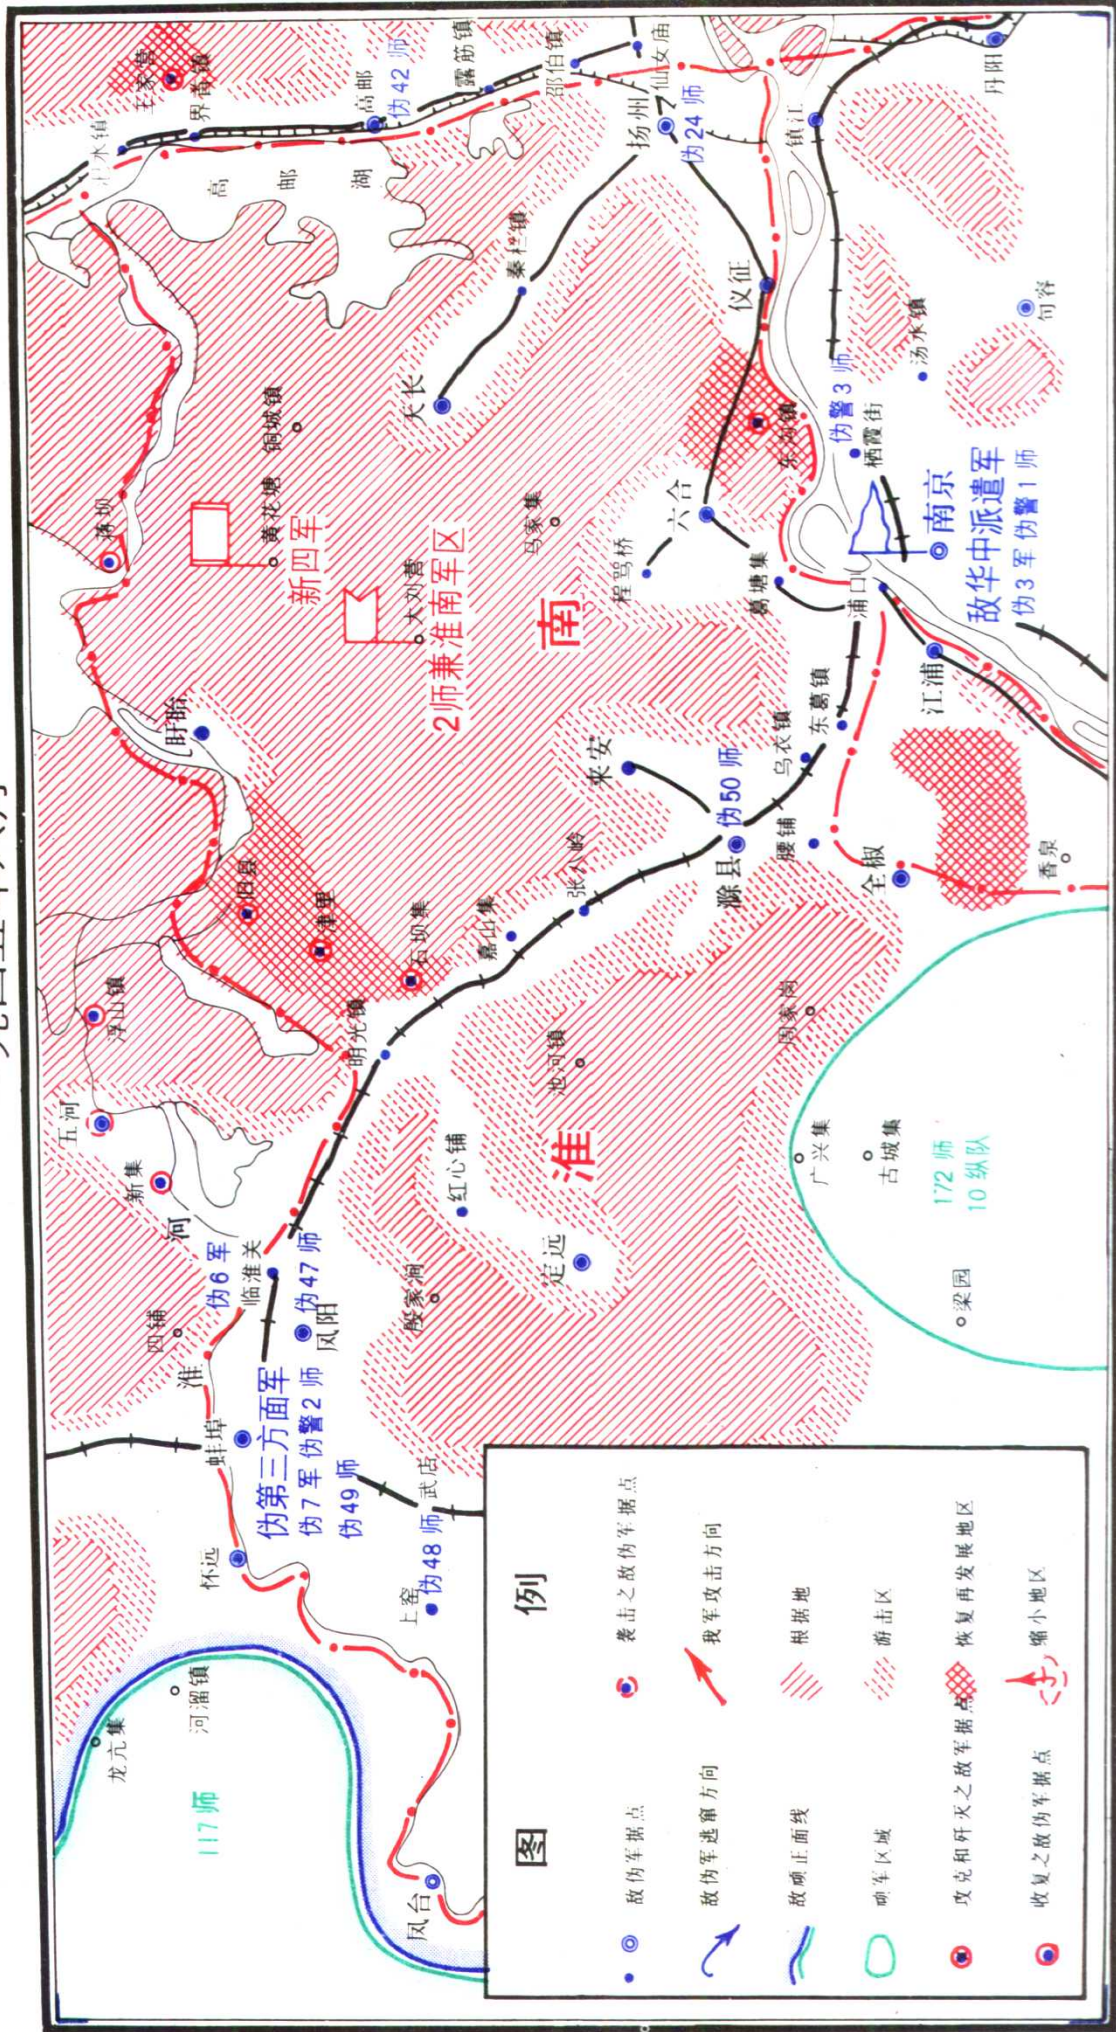 龙亢集
河溜镇
117 师
怀远
凤台
上窑
伪48 师
武店
蚌埠
伪第三方面军
伪7 军 伪警2 师
伪49 师
淮
河
四铺
新集
五河
浮山镇
伪6 军
临淮关
伪47 师
凤阳
殷家涧
红心铺
定远
池河镇
淮
明光镇
旧县
津里
石坝集
嘉山集
张八岭
盱眙
蒋坝
黄花塘
新四军
大刘营
2师兼淮南军区
铜城镇
马家集
南
来安
滁县
伪50 师
乌衣镇
东葛镇
腰铺
全椒
周家岗
广兴集
古城集
172 师
10 纵队
梁园
香泉
江浦
浦口
葛塘集
程驾桥
六合
东沟镇
伪警3 师
栖霞街
南京
敌华中派遣军
伪3 军 伪警1 师
汤水镇
句容
仪征
天长
秦栏镇
高
邮
湖
王家营
界首镇
高邮
伪42 师
露筋镇
邵伯镇
仙女庙
扬州
伪24 师
镇江
丹阳
图
例
敌伪军据点
袭击之敌伪军据点
敌伪军逃窜方向
我军攻击方向
敌顽正面线
根据地
顽军区域
游击区
攻克和歼灭之敌军据点
恢复再发展地区
收复之敌伪军据点
缩小地区